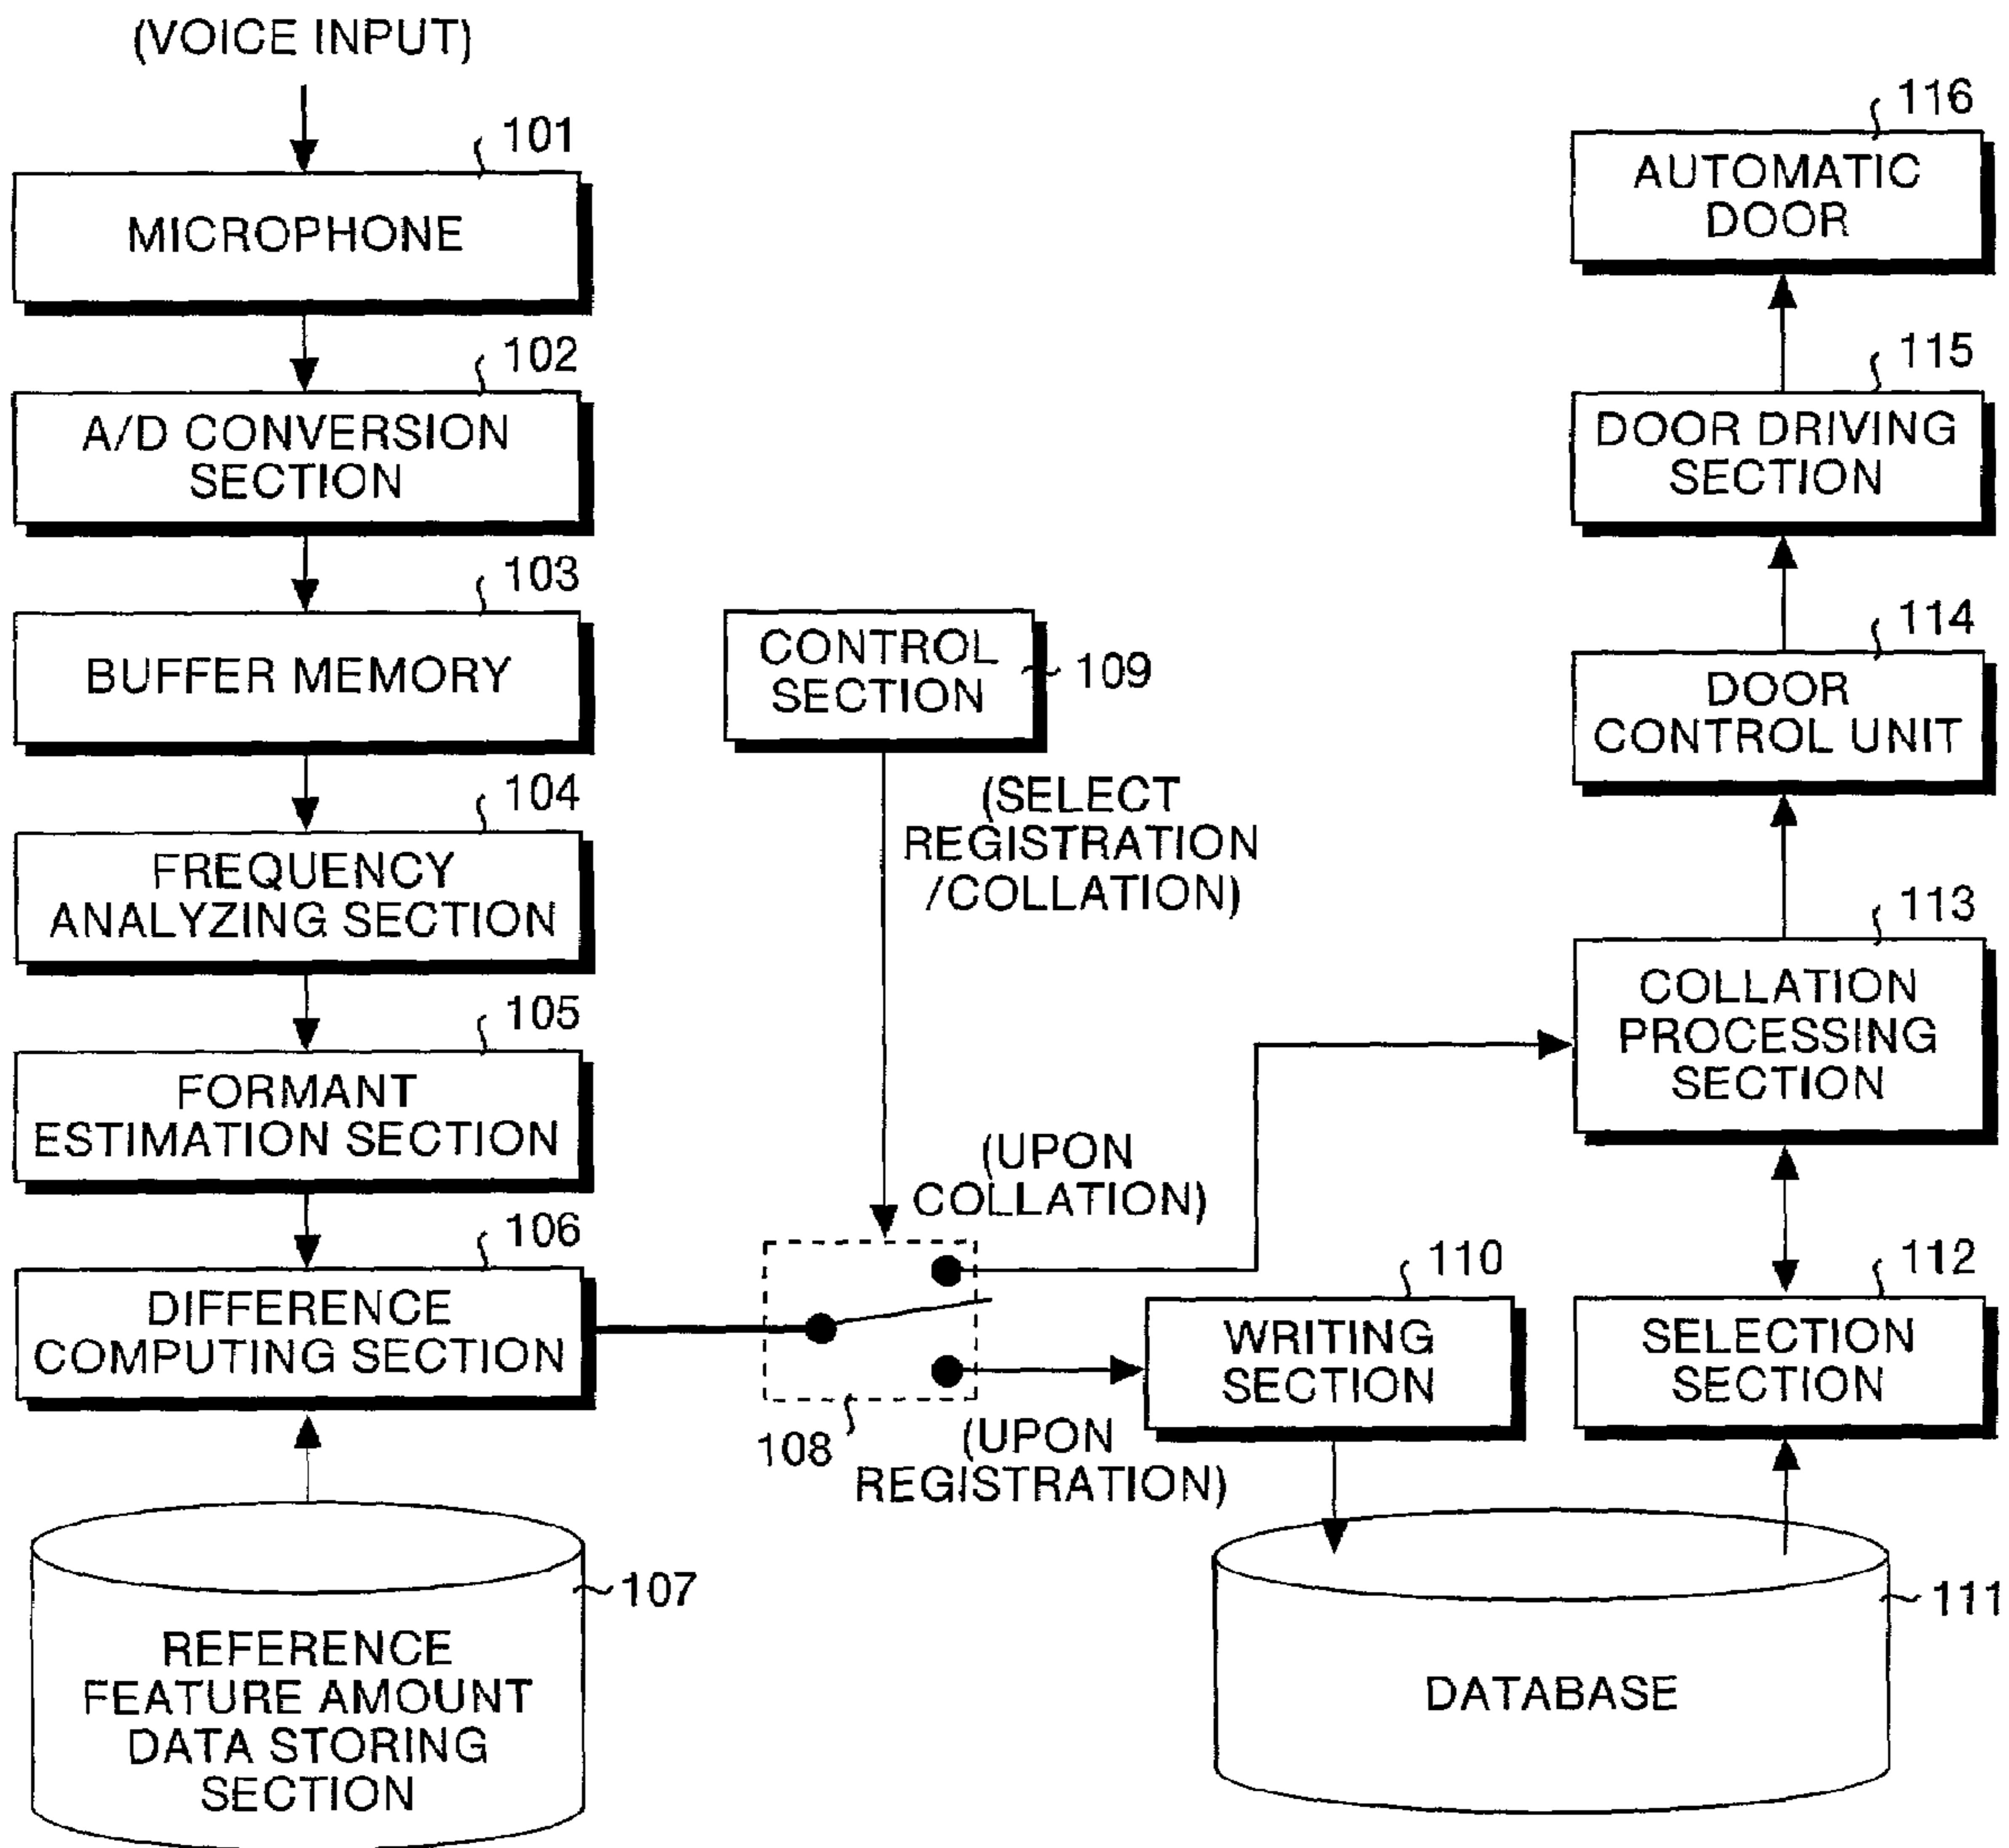 (VOICE INPUT)
101
MICROPHONE
102
A/D CONVERSION
SECTION
103
BUFFER MEMORY
104
FREQUENCY
ANALYZING SECTION
105
FORMANT
ESTIMATION SECTION
106
DIFFERENCE
COMPUTING SECTION
107
REFERENCE
FEATURE AMOUNT
DATA STORING
SECTION
CONTROL
SECTION
109
(SELECT
REGISTRATION
/COLLATION)
(UPON
COLLATION)
108
(UPON
REGISTRATION)
110
WRITING
SECTION
116
AUTOMATIC
DOOR
115
DOOR DRIVING
SECTION
114
DOOR
CONTROL UNIT
113
COLLATION
PROCESSING
SECTION
112
SELECTION
SECTION
111
DATABASE